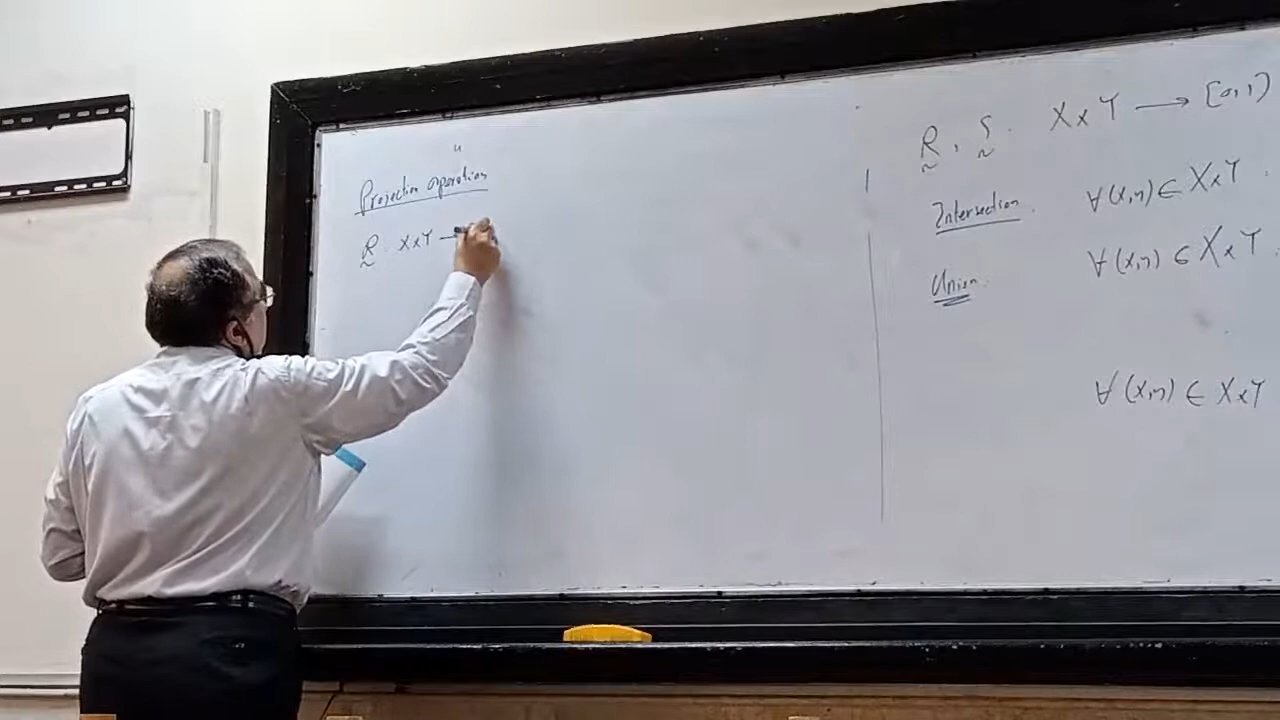 Projection operation
R : X x Y →
R, S : X x Y → [0,1]
Intersection. ∀(x,y) ∈ X x Y :
Union. ∀(x,y) ∈ X x Y :
∀(x,y) ∈ X x Y